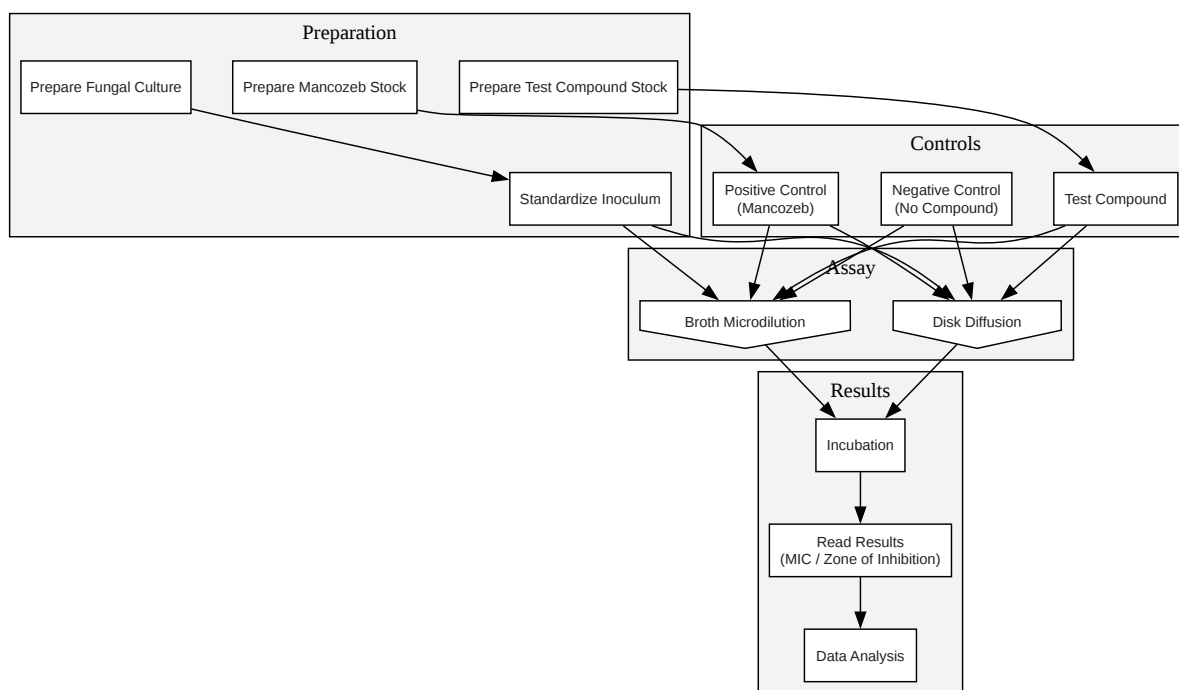 Preparation
Prepare Fungal Culture
Prepare Mancozeb Stock
Prepare Test Compound Stock
Standardize Inoculum
Controls
Positive Control
(Mancozeb)
Negative Control
(No Compound)
Test Compound
Assay
Broth Microdilution
Disk Diffusion
Results
Incubation
Read Results
(MIC / Zone of Inhibition)
Data Analysis